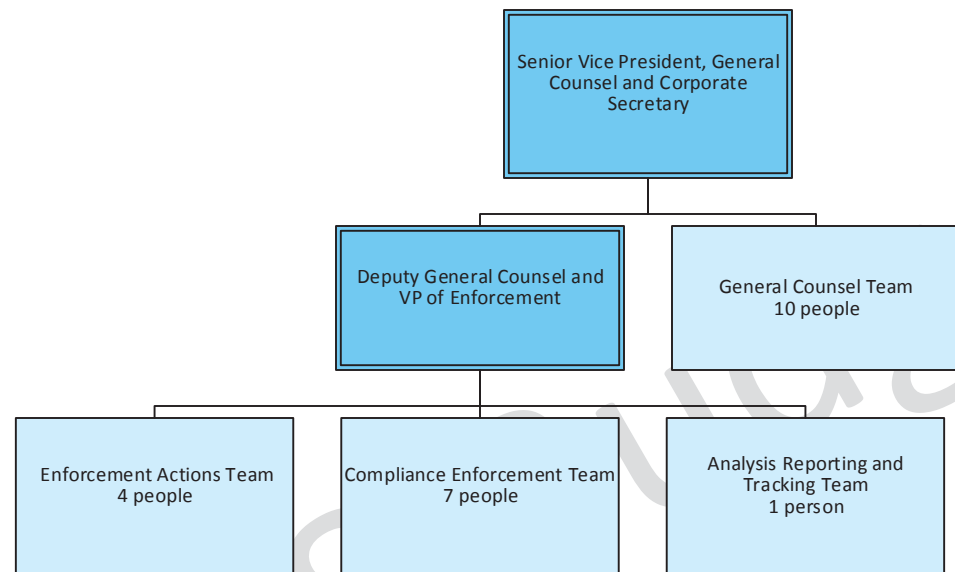 Senior Vice President, General
Counsel and Corporate
Secretary
Deputy General Counsel and
VP of Enforcement
General Counsel Team
10 people
Enforcement Actions Team
4 people
Compliance Enforcement Team
7 people
Analysis Reporting and
Tracking Team
1 person